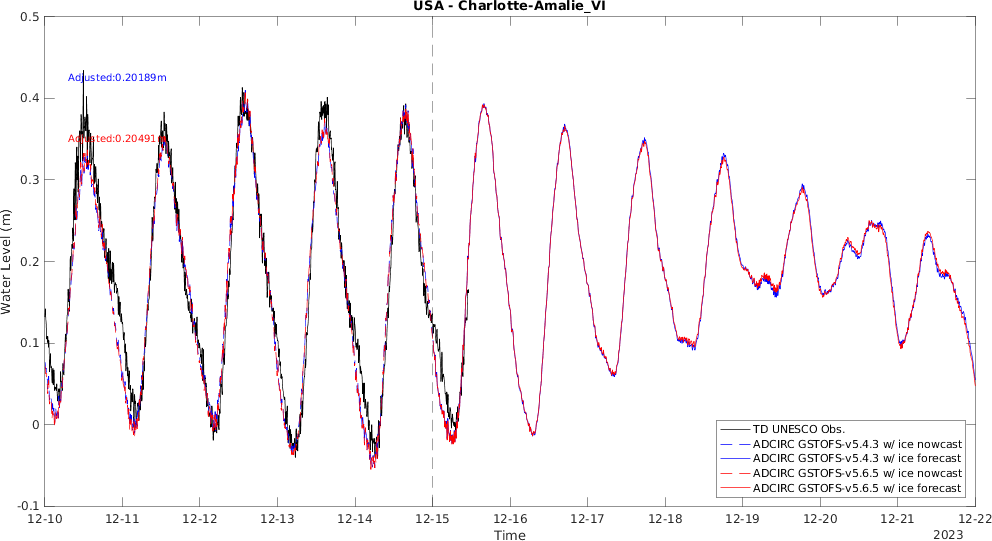 USA - Charlotte-Amalie_VI
0.5
0.4
0.3
0.2
0.1
0
-0.1
Water Level (m)
Adjusted:0.20189m
Adjusted:0.20491m
TD UNESCO Obs.
ADCIRC GSTOFS-v5.4.3 w/ ice nowcast
ADCIRC GSTOFS-v5.4.3 w/ ice forecast
ADCIRC GSTOFS-v5.6.5 w/ ice nowcast
ADCIRC GSTOFS-v5.6.5 w/ ice forecast
12-10 12-11 12-12 12-13 12-14 12-15 12-16 12-17 12-18 12-19 12-20 12-21 12-22
Time
2023